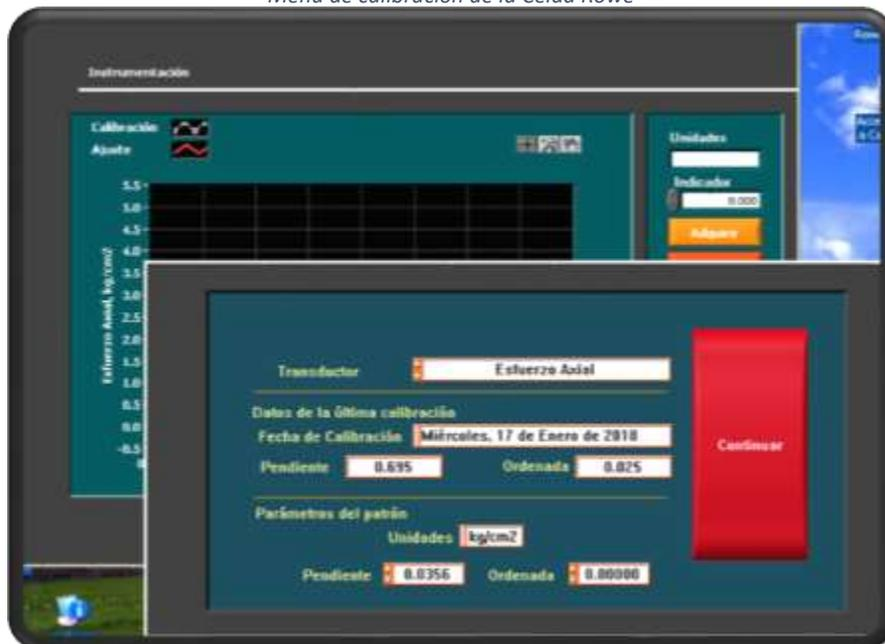 Menú de calibración de la Celda Rowe
Instrumentación
Calibración
Ajuste
Unidades
Indicador
0.000
Adquare
5.5
5.0
4.5
4.0
3.5
3.0
2.5
2.0
1.5
1.0
0.5
0.0
-0.5
Esfuerzo Axial, kg/cm2
Transductor Esfuerzo Axial
Datos de la última calibración
Fecha de Calibración Miércoles, 17 de Enero de 2018
Pendiente 0.695 Ordenada 0.025
Parámetros del patrón
Unidades kg/cm2
Pendiente 0.0356 Ordenada 0.00000
Continuar